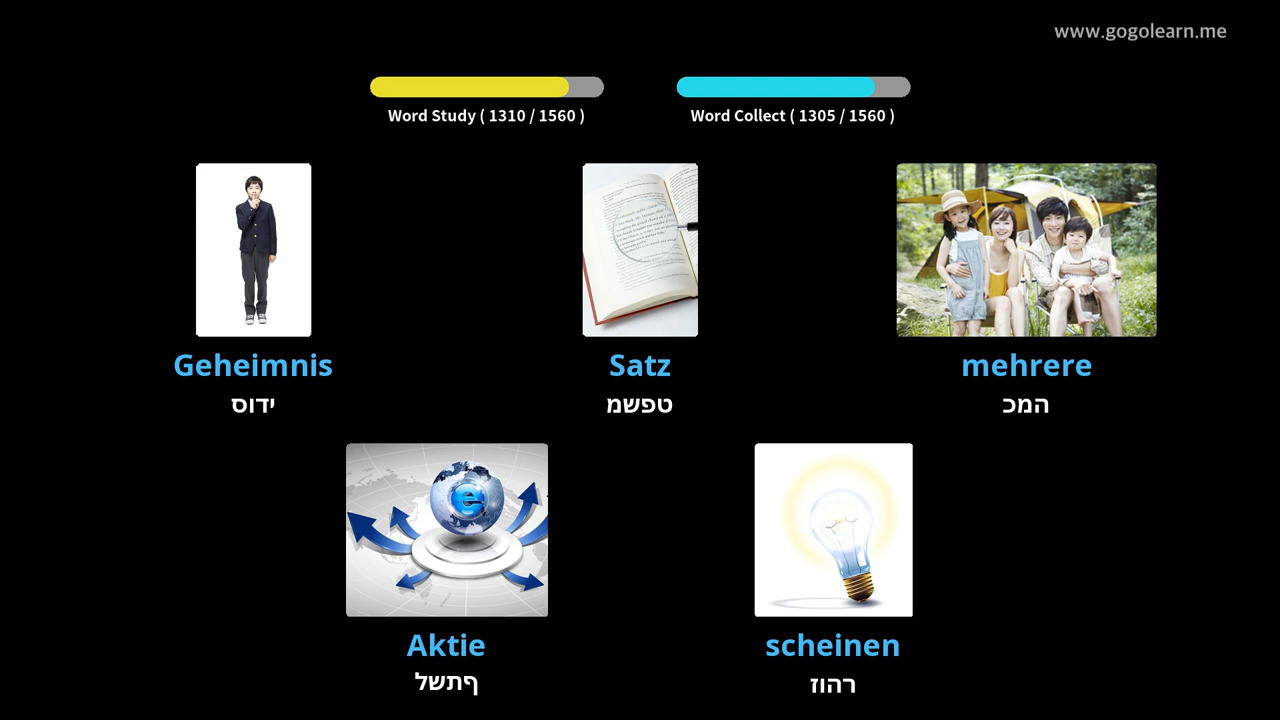 www.gogolearn.me
Word Study ( 1310 / 1560 )
Word Collect ( 1305 / 1560 )
Geheimnis
ידוס
Satz
טפשמ
mehrere
המכ
Aktie
ףתשל
scheinen
רהוז